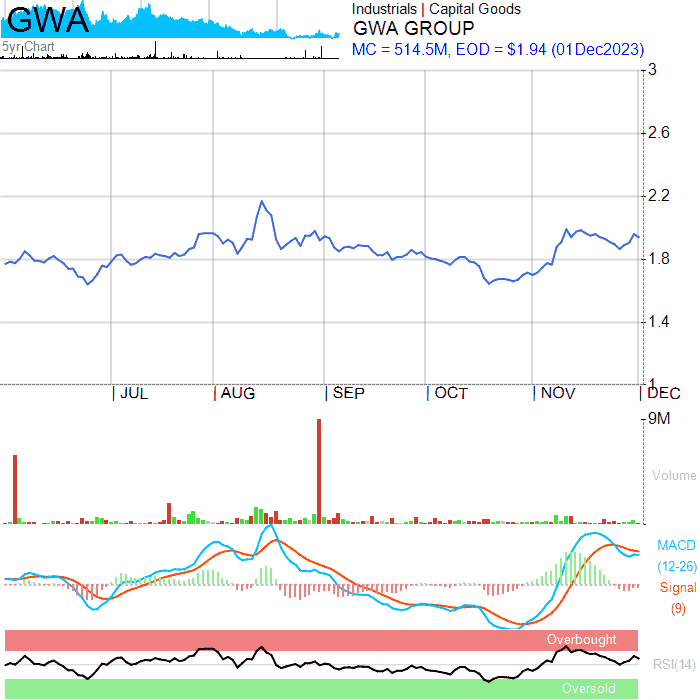 GWA
5yr Chart
Industrials | Capital Goods
GWA GROUP
MC = 514.5M, EOD = $1.94 (01Dec2023)
3
2.6
2.2
1.8
1.4
1
| JUL | AUG | SEP | OCT | NOV | DEC
9M
Volume
MACD
(12-26)
Signal
(9)
Overbought
RSI(14)
Oversold